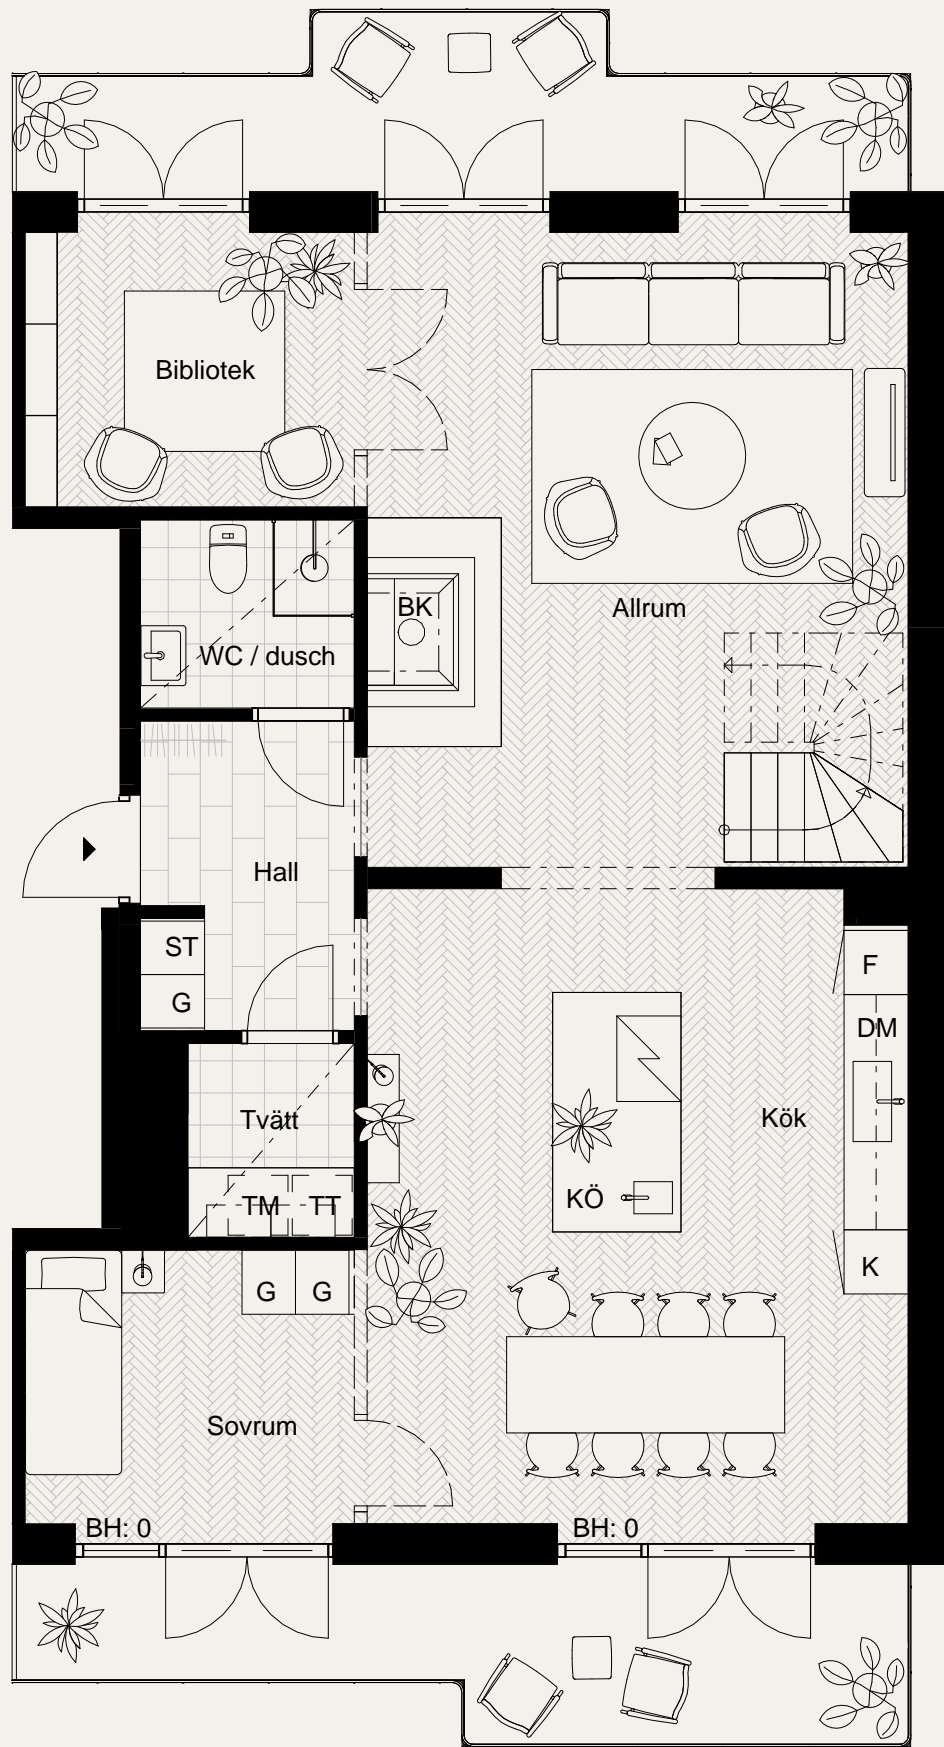 Bibliotek
BK
Allrum
WC / dusch
Hall
ST
G
F
DM
Tvätt
Kök
TM TT
KÖ
K
G G
Sovrum
BH: 0 BH: 0